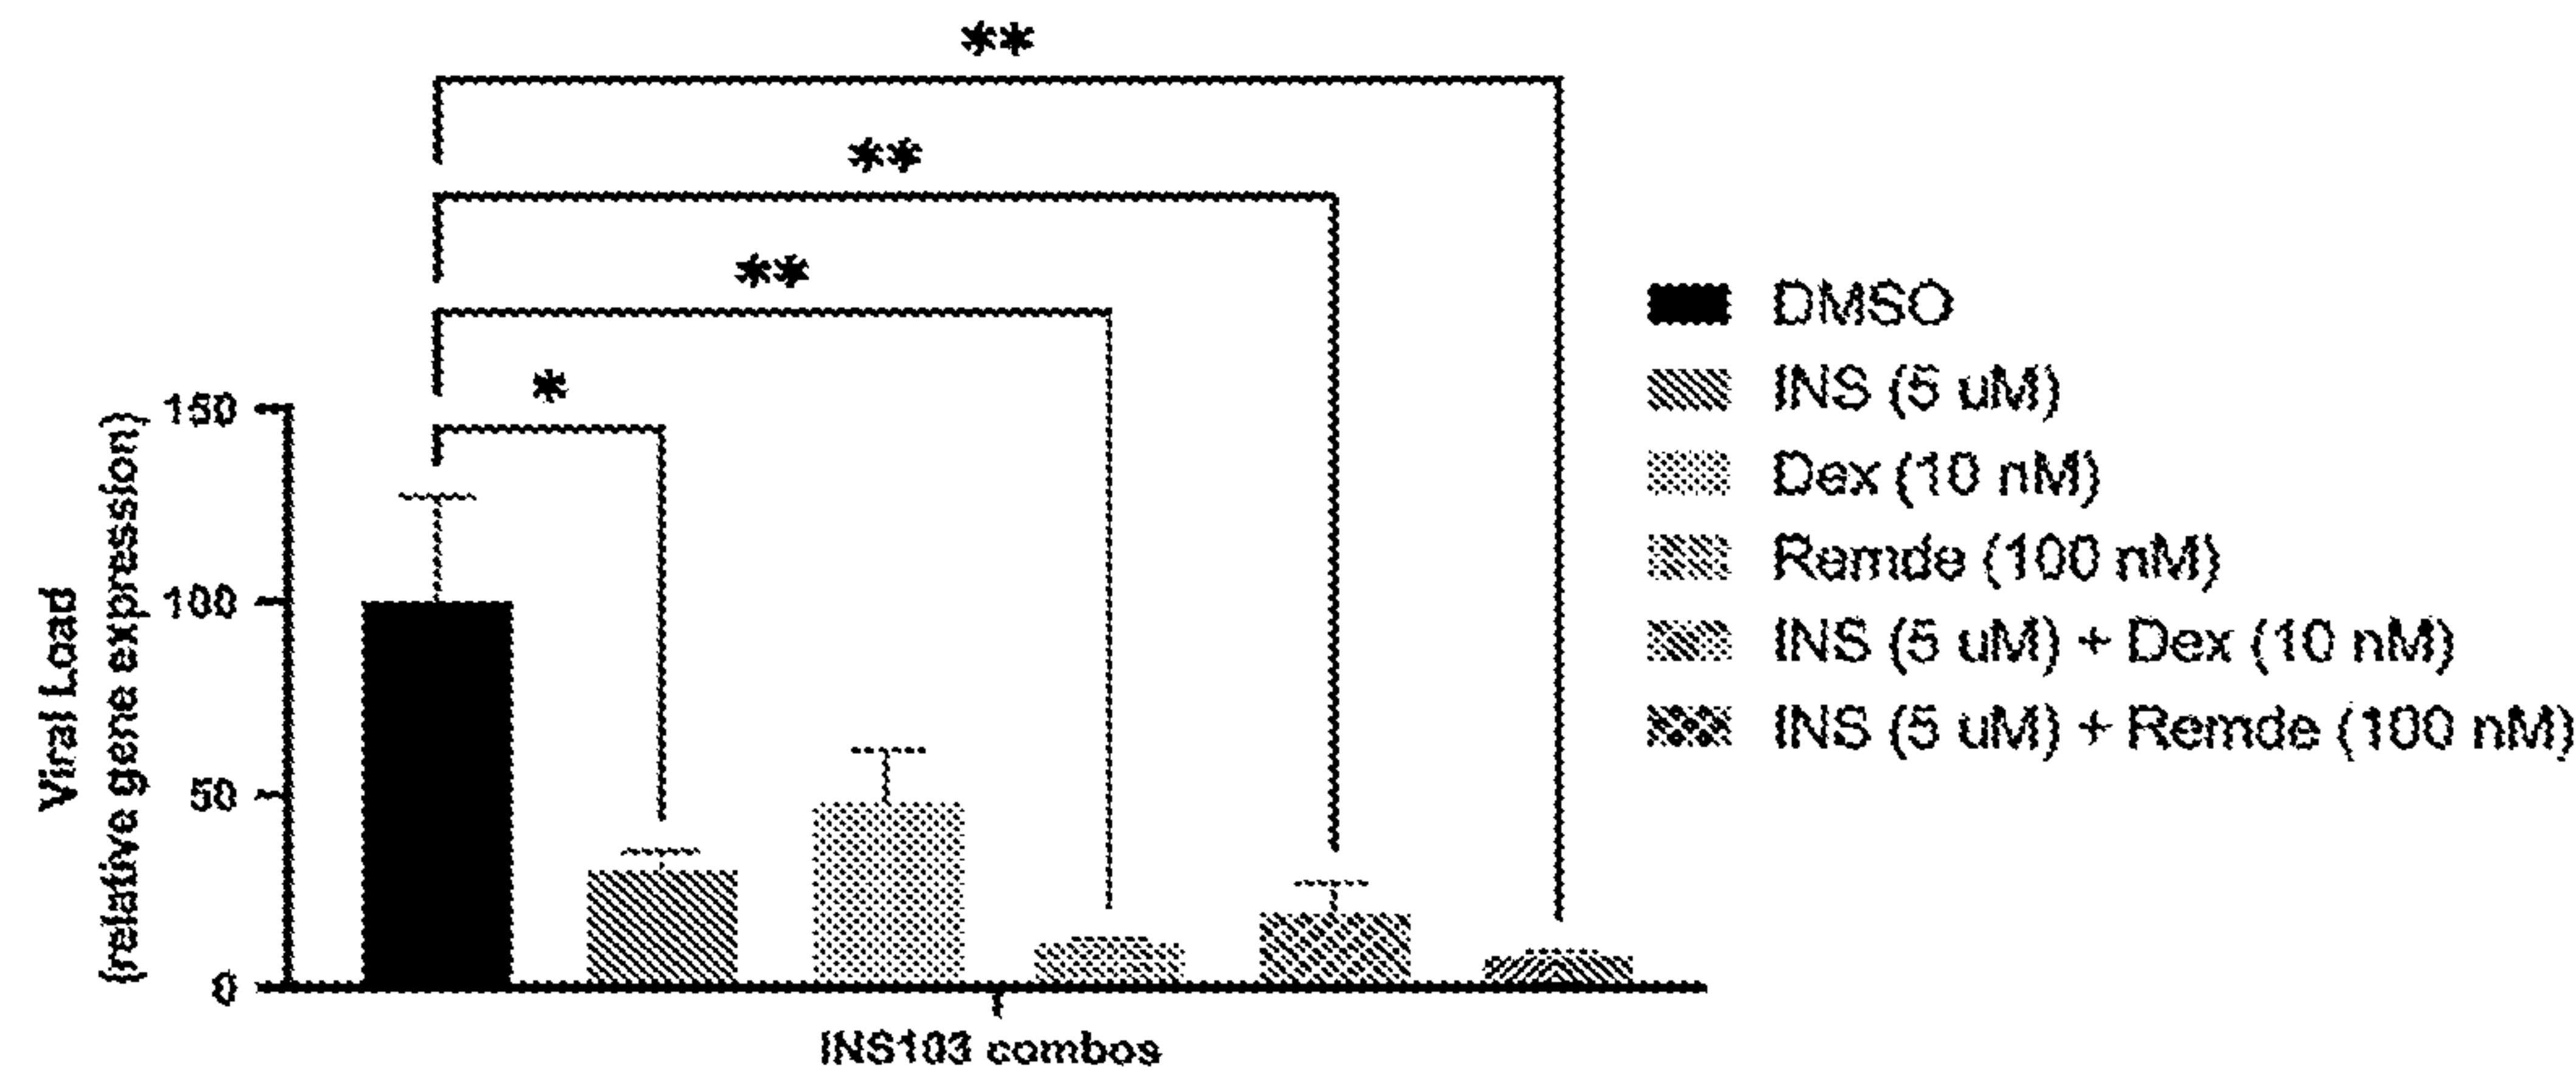 **
**
**
*
150
100
50
0
Viral Load
(relative gene expression)
INS103 combos
DMSO
INS (5 uM)
Dex (10 nM)
Remde (100 nM)
INS (5 uM) + Dex (10 nM)
INS (5 uM) + Remde (100 nM)